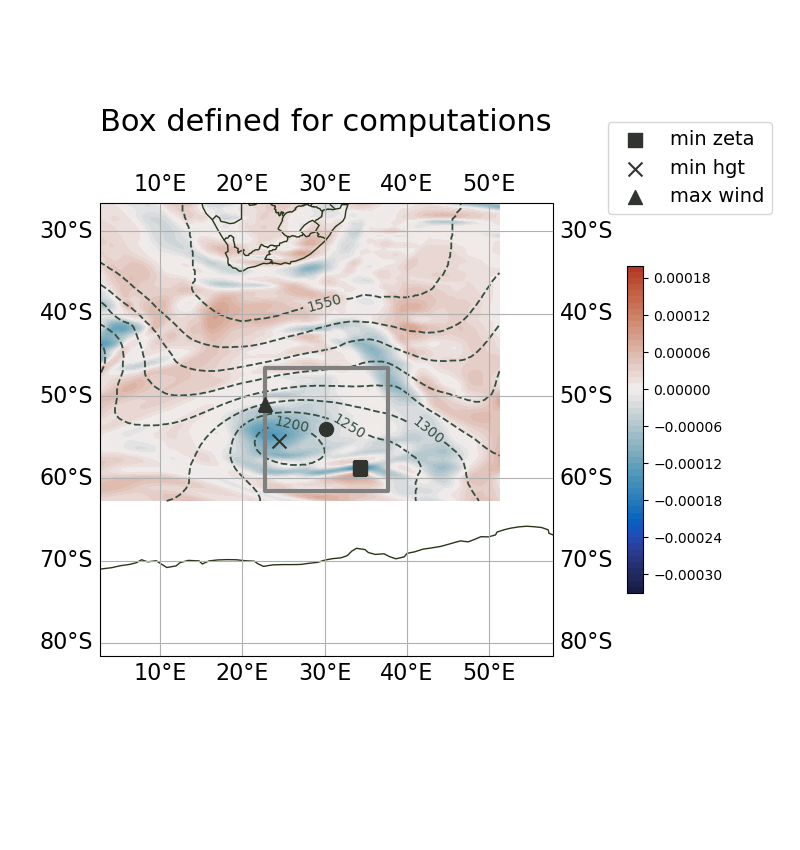 Box defined for computations
min zeta
min hgt
max wind
10°E 20°E 30°E 40°E 50°E
30°S 30°S
40°S 40°S
50°S 50°S
60°S 60°S
70°S 70°S
80°S 80°S
10°E 20°E 30°E 40°E 50°E
1550
1200
1250
1300
0.00018
0.00012
0.00006
0.00000
−0.00006
−0.00012
−0.00018
−0.00024
−0.00030